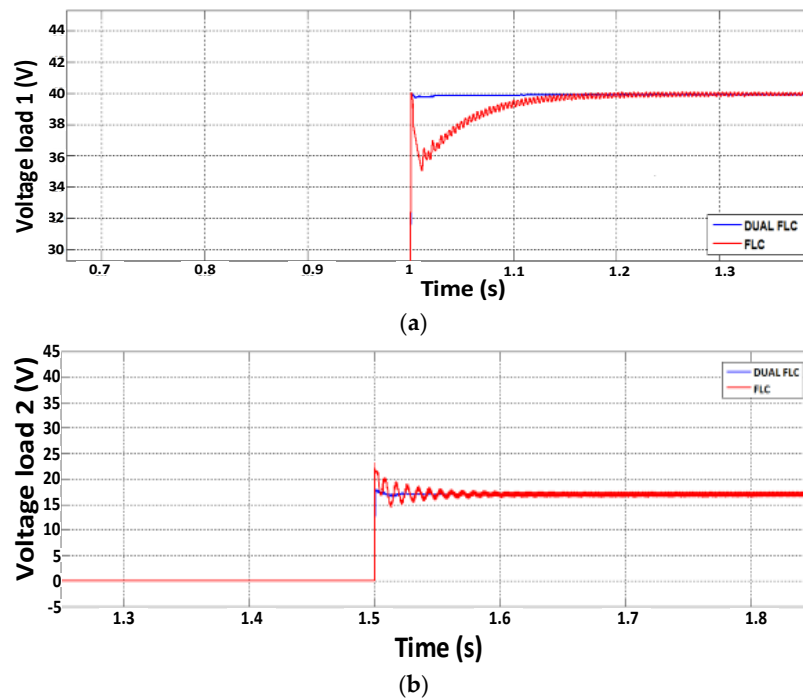 Voltage load 1 (V)
44
42
40
38
36
34
32
30
DUAL FLC
FLC
0.7 0.8 0.9 1 1.1 1.2 1.3
Time (s)
(a)
Voltage load 2 (V)
45
40
35
30
25
20
15
10
5
0
-5
DUAL FLC
FLC
1.3 1.4 1.5 1.6 1.7 1.8
Time (s)
(b)